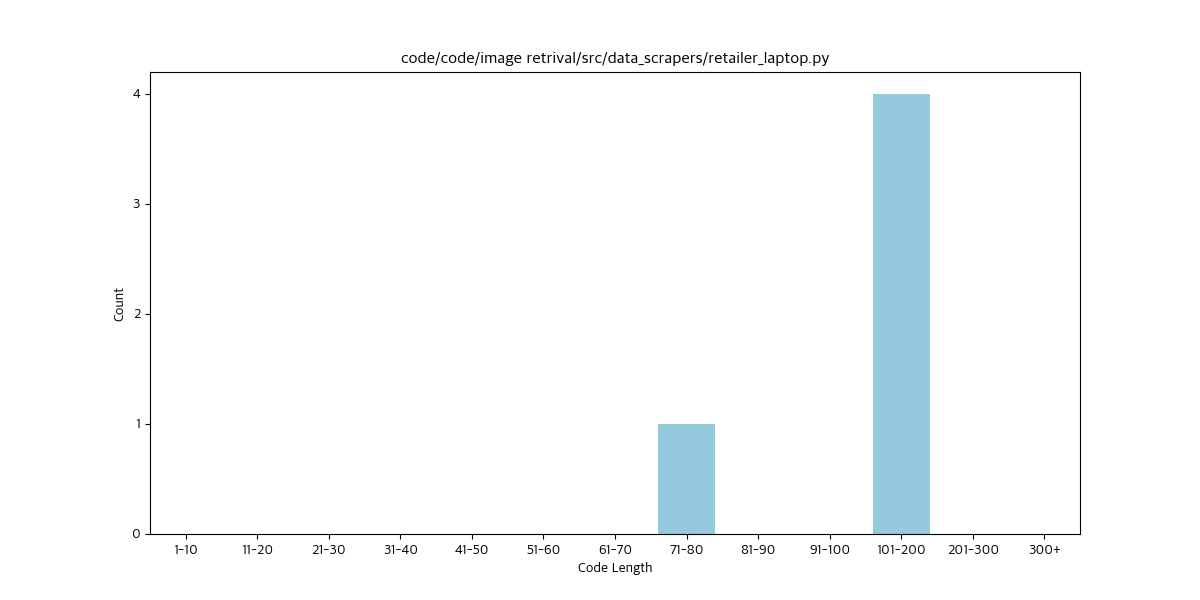 code/code/image retrival/src/data_scrapers/retailer_laptop.py
4
3
2
1
0
Count
1-10 11-20 21-30 31-40 41-50 51-60 61-70 71-80 81-90 91-100 101-200 201-300 300+
Code Length